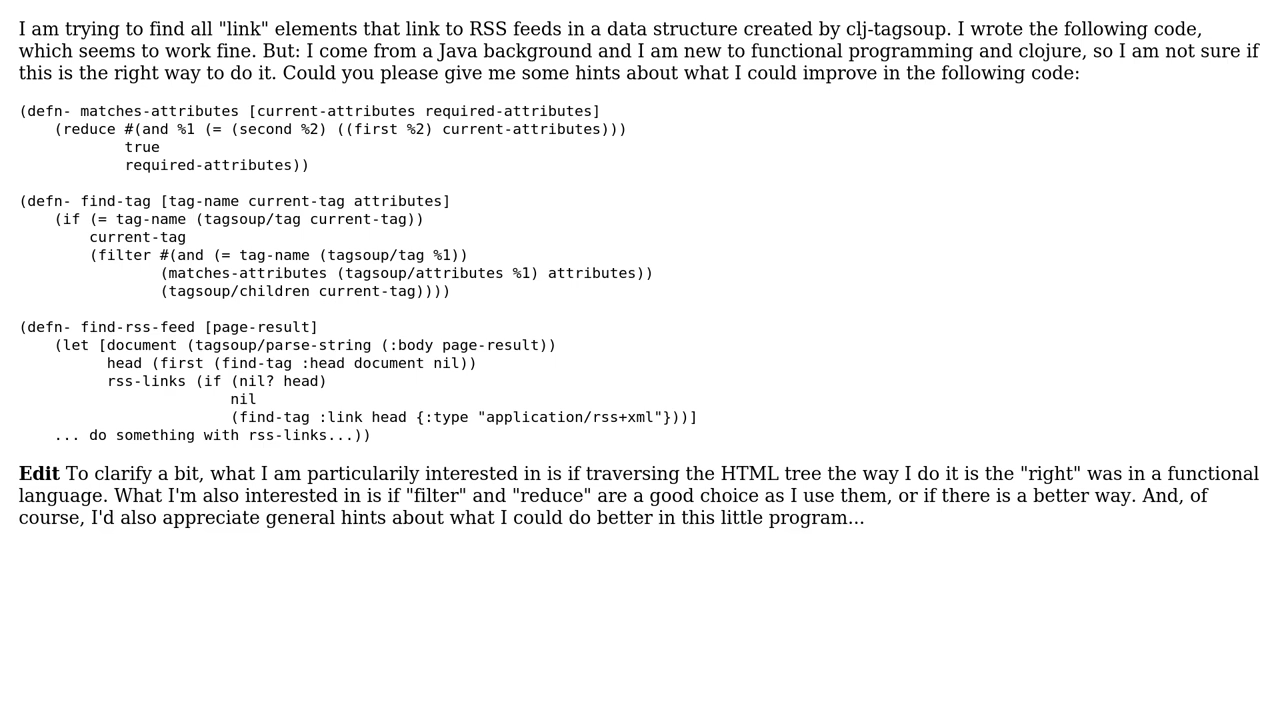 I am trying to find all "link" elements that link to RSS feeds in a data structure created by clj-tagsoup. I wrote the following code,
which seems to work fine. But: I come from a Java background and I am new to functional programming and clojure, so I am not sure if
this is the right way to do it. Could you please give me some hints about what I could improve in the following code:
(defn- matches-attributes [current-attributes required-attributes]
    (reduce #(and %1 (= (second %2) ((first %2) current-attributes)))
            true
            required-attributes))
(defn- find-tag [tag-name current-tag attributes]
    (if (= tag-name (tagsoup/tag current-tag))
        current-tag
        (filter #(and (= tag-name (tagsoup/tag %1))
                (matches-attributes (tagsoup/attributes %1) attributes))
                (tagsoup/children current-tag))))
(defn- find-rss-feed [page-result]
    (let [document (tagsoup/parse-string (:body page-result))
          head (first (find-tag :head document nil))
          rss-links (if (nil? head)
                        nil
                        (find-tag :link head {:type "application/rss+xml"}))]
    ... do something with rss-links...))
Edit To clarify a bit, what I am particularily interested in is if traversing the HTML tree the way I do it is the "right" was in a functional
language. What I'm also interested in is if "filter" and "reduce" are a good choice as I use them, or if there is a better way. And, of
course, I'd also appreciate general hints about what I could do better in this little program...